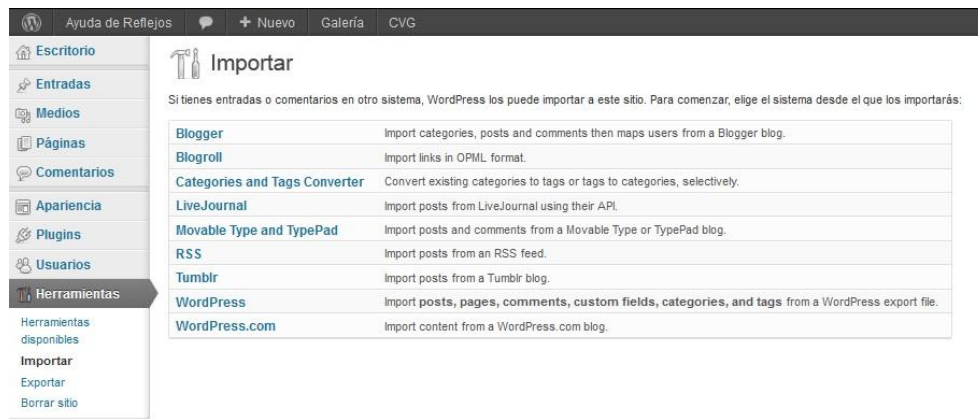 Ayuda de Reflejos + Nuevo Galería CVG
Escritorio
Entradas
Medios
Páginas
Comentarios
Apariencia
Plugins
Usuarios
Herramientas
Herramientas
disponibles
Importar
Exportar
Borrar sitio
Importar
Si tienes entradas o comentarios en otro sistema, WordPress los puede importar a este sitio. Para comenzar, elige el sistema desde el que los importarás:
Blogger Import categories, posts and comments then maps users from a Blogger blog.
Blogroll Import links in OPML format.
Categories and Tags Converter Convert existing categories to tags or tags to categories, selectively.
LiveJournal Import posts from LiveJournal using their API.
Movable Type and TypePad Import posts and comments from a Movable Type or TypePad blog.
RSS Import posts from an RSS feed.
Tumblr Import posts from a Tumblr blog.
WordPress Import posts, pages, comments, custom fields, categories, and tags from a WordPress export file.
WordPress.com Import content from a WordPress.com blog.